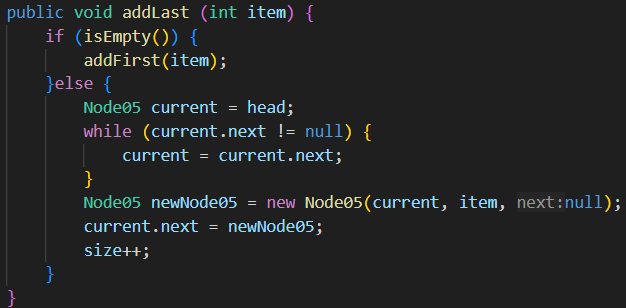 public void addLast (int item) {
    if (isEmpty()) {
        addFirst(item);
    }else {
        Node05 current = head;
        while (current.next != null) {
            current = current.next;
        }
        Node05 newNode05 = new Node05(current, item, next:null);
        current.next = newNode05;
        size++;
    }
}